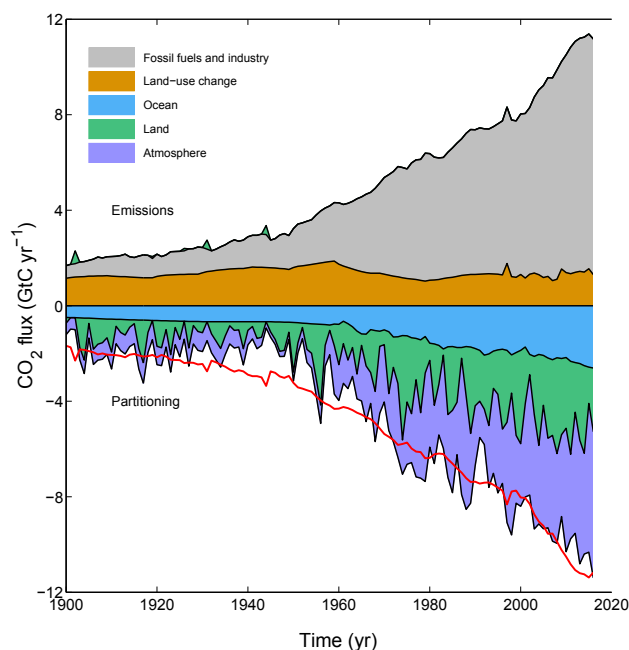 12
8
4
0
−4
−8
−12
CO2 flux (GtC yr−1)
Fossil fuels and industry
Land−use change
Ocean
Land
Atmosphere
Emissions
Partitioning
1900 1920 1940 1960 1980 2000 2020
Time (yr)